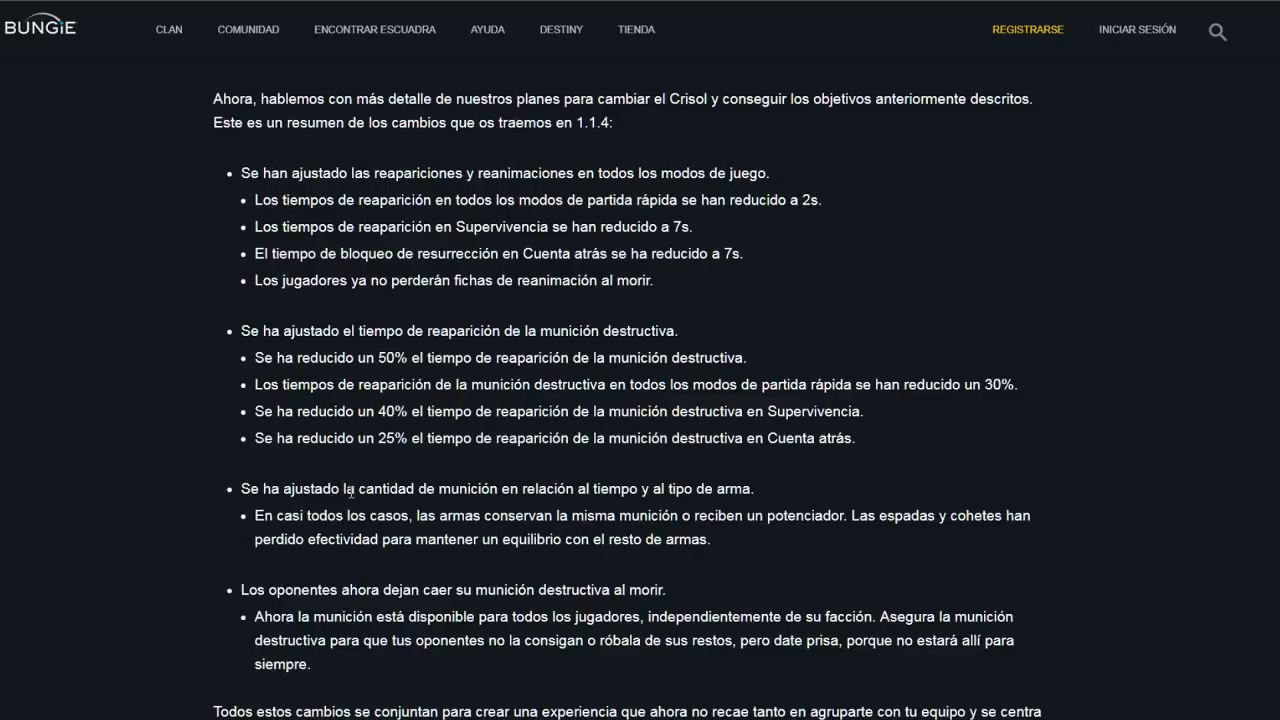 BUNGiE
CLAN
COMUNIDAD
ENCONTRAR ESCUADRA
AYUDA
DESTINY
TIENDA
REGISTRARSE
INICIAR SESIÓN
Ahora, hablemos con más detalle de nuestros planes para cambiar el Crisol y conseguir los objetivos anteriormente descritos.
Este es un resumen de los cambios que os traemos en 1.1.4:
• Se han ajustado las reapariciones y reanimaciones en todos los modos de juego.
• Los tiempos de reaparición en todos los modos de partida rápida se han reducido a 2s.
• Los tiempos de reaparición en Supervivencia se han reducido a 7s.
• El tiempo de bloqueo de resurrección en Cuenta atrás se ha reducido a 7s.
• Los jugadores ya no perderán fichas de reanimación al morir.
• Se ha ajustado el tiempo de reaparición de la munición destructiva.
• Se ha reducido un 50% el tiempo de reaparición de la munición destructiva.
• Los tiempos de reaparición de la munición destructiva en todos los modos de partida rápida se han reducido un 30%.
• Se ha reducido un 40% el tiempo de reaparición de la munición destructiva en Supervivencia.
• Se ha reducido un 25% el tiempo de reaparición de la munición destructiva en Cuenta atrás.
• Se ha ajustado la cantidad de munición en relación al tiempo y al tipo de arma.
• En casi todos los casos, las armas conservan la misma munición o reciben un potenciador. Las espadas y cohetes han
perdido efectividad para mantener un equilibrio con el resto de armas.
• Los oponentes ahora dejan caer su munición destructiva al morir.
• Ahora la munición está disponible para todos los jugadores, independientemente de su facción. Asegura la munición
destructiva para que tus oponentes no la consigan o róbala de sus restos, pero date prisa, porque no estará allí para
siempre.
Todos estos cambios se conjuntan para crear una experiencia que ahora no recae tanto en agruparte con tu equipo y se centra